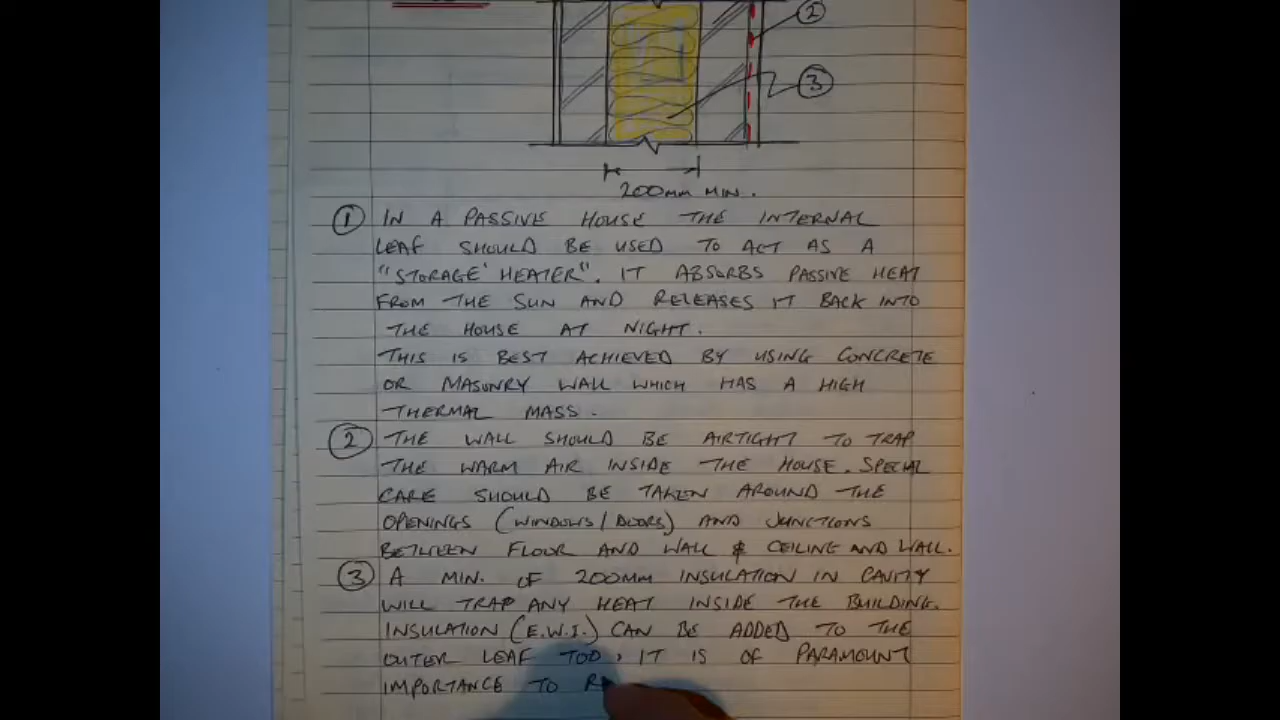 2
3
200MM MIN.
1 IN A PASSIVE HOUSE THE INTERNAL
LEAF SHOULD BE USED TO ACT AS A
"STORAGE HEATER". IT ABSORBS PASSIVE HEAT
FROM THE SUN AND RELEASES IT BACK INTO
THE HOUSE AT NIGHT.
THIS IS BEST ACHIEVED BY USING CONCRETE
OR MASONRY WALL WHICH HAS A HIGH
THERMAL MASS.
2 THE WALL SHOULD BE AIRTIGHT TO TRAP
THE WARM AIR INSIDE THE HOUSE. SPECIAL
CARE SHOULD BE TAKEN AROUND THE
OPENINGS (WINDOWS/DOORS) AND JUNCTIONS
BETWEEN FLOOR AND WALL & CEILING AND WALL.
3 A MIN. OF 200MM INSULATION IN CAVITY
WILL TRAP ANY HEAT INSIDE THE BUILDING.
INSULATION (E.W.I.) CAN BE ADDED TO THE
OUTER LEAF TOO, IT IS OF PARAMOUNT
IMPORTANCE TO